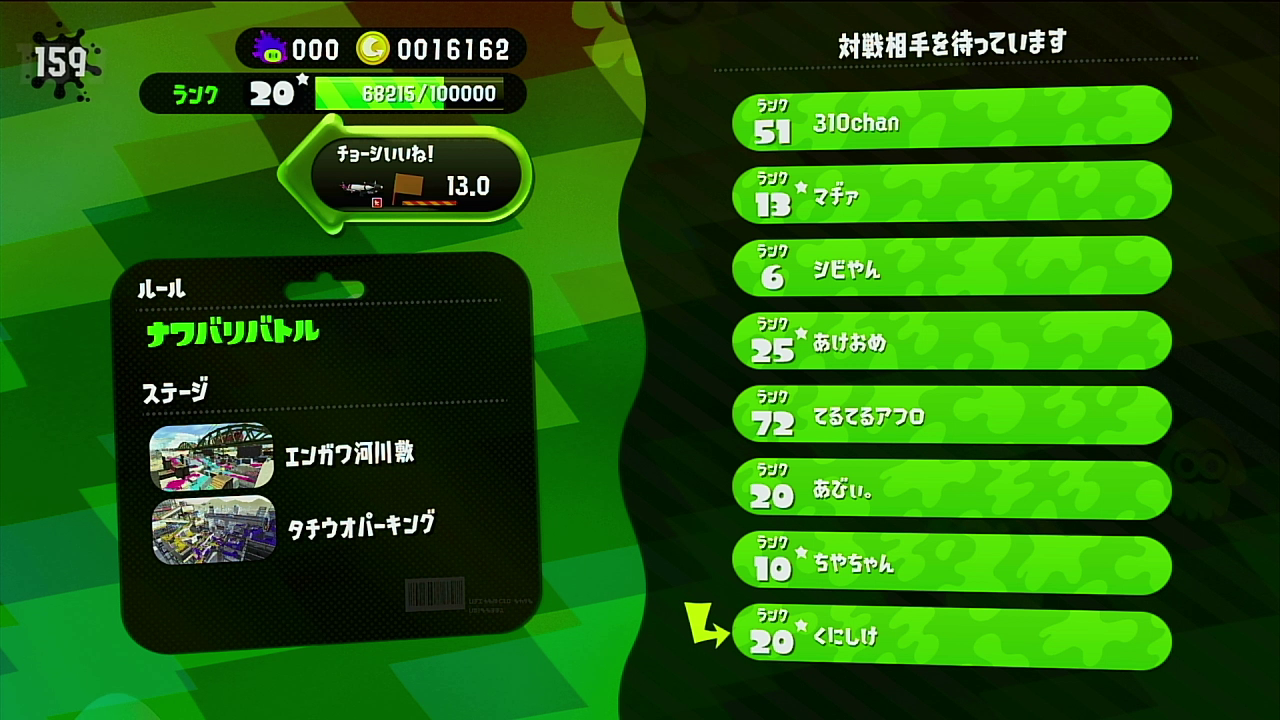 159
000 0016162
ランク 20 68215/100000
チョーシいいね!
13.0
ルール
ナワバリバトル
ステージ
エンガワ河川敷
タチウオパーキング
対戦相手を待っています
ランク 51 310chan
ランク 13 マヂァ
ランク 6 シビやん
ランク 25 あけおめ
ランク 72 てるてるアフロ
ランク 20 あびぃ。
ランク 10 ちやちゃん
ランク 20 くにしけ